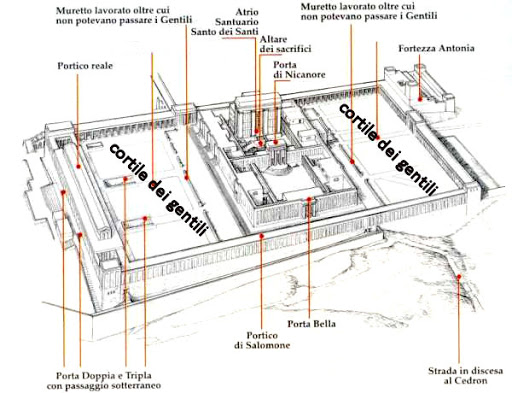 Muretto lavorato oltre cui
non potevano passare i Gentili
Atrio
Santuario
Santo dei Santi
Altare
dei sacrifici
Porta
di Nicanore
Muretto lavorato oltre cui
non potevano passare i Gentili
Fortezza Antonia
Portico reale
cortile dei gentili
cortile dei gentili
Porta Doppia e Tripla
con passaggio sotterraneo
Portico
di Salomone
Porta Bella
Strada in discesa
al Cedron